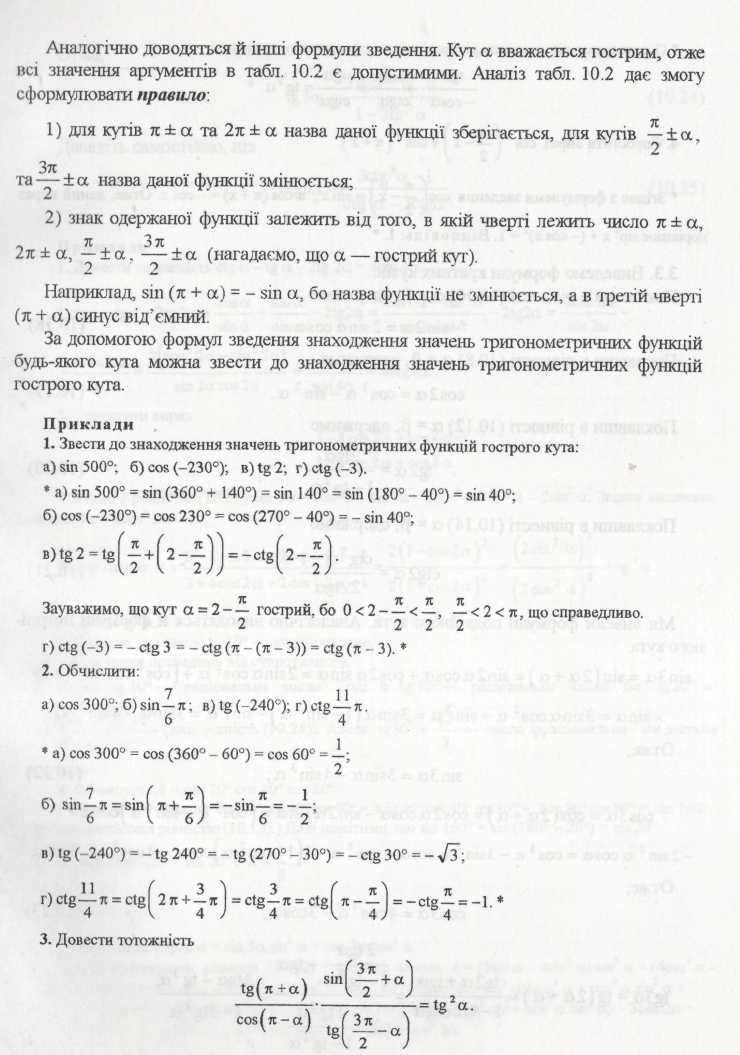 Аналогічно доводяться й інші формули зведення. Кут α вважається гострим, отже
всі значення аргументів в табл. 10.2 є допустимими. Аналіз табл. 10.2 дає змогу
сформулювати правило:
1) для кутів π ± α та 2π ± α назва даної функції зберігається, для кутів π/2 ± α,
та 3π/2 ± α назва даної функції змінюється;
2) знак одержаної функції залежить від того, в якій чверті лежить число π ± α,
2π ± α, π/2 ± α, 3π/2 ± α (нагадаємо, що α — гострий кут).
Наприклад, sin (π + α) = – sin α, бо назва функції не змінюється, а в третій чверті
(π + α) синус від’ємний.
За допомогою формул зведення знаходження значень тригонометричних функцій
будь-якого кута можна звести до знаходження значень тригонометричних функцій
гострого кута.
Приклади
1. Звести до знаходження значень тригонометричних функцій гострого кута:
а) sin 500°; б) cos (–230°); в) tg 2; г) ctg (–3).
* а) sin 500° = sin (360° + 140°) = sin 140° = sin (180° – 40°) = sin 40°;
б) cos (–230°) = cos 230° = cos (270° – 40°) = – sin 40°;
в) tg 2 = tg(π/2 + (2 – π/2)) = – ctg(2 – π/2).
Зауважимо, що кут α = 2 – π/2 гострий, бо 0 < 2 – π/2 < π/2, π/2 < 2 < π, що справедливо.
г) ctg (–3) = – ctg 3 = – ctg (π – (π – 3)) = ctg (π – 3). *
2. Обчислити:
а) cos 300°; б) sin 7/6 π; в) tg (–240°); г) ctg 11/4 π.
* а) cos 300° = cos (360° – 60°) = cos 60° = 1/2;
б) sin 7/6 π = sin(π + π/6) = – sin π/6 = – 1/2;
в) tg (–240°) = – tg 240° = – tg (270° – 30°) = – ctg 30° = – √3;
г) ctg 11/4 π = ctg(2π + 3/4 π) = ctg 3/4 π = ctg(π – π/4) = – ctg π/4 = –1. *
3. Довести тотожність
tg(π + α)/cos(π – α) · sin(3π/2 + α)/tg(3π/2 – α) = tg²α.